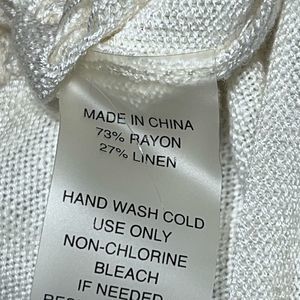 MADE IN CHINA
73% RAYON
27% LINEN
HAND WASH COLD
USE ONLY
NON-CHLORINE
BLEACH
IF NEEDED